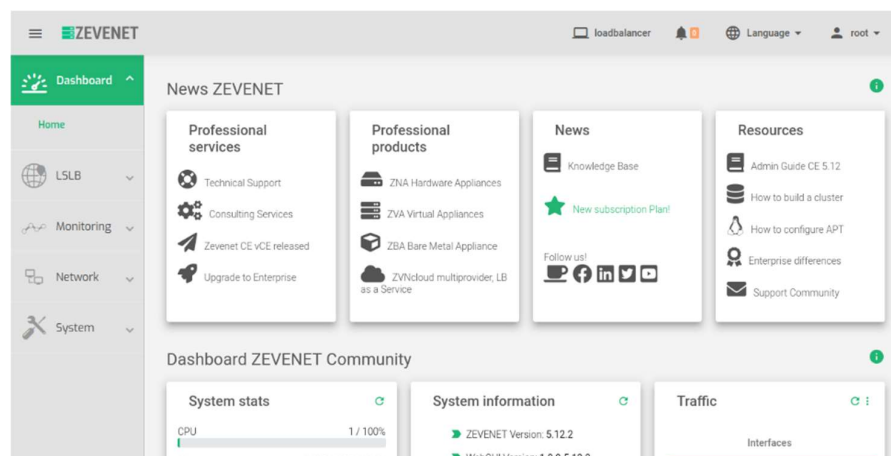 ZEVENET
loadbalancer
Language
root
Dashboard
Home
LSLB
Monitoring
Network
System
News ZEVENET
Professional
services
Technical Support
Consulting Services
Zevenet CE vCE released
Upgrade to Enterprise
Professional
products
ZNA Hardware Appliances
ZVA Virtual Appliances
ZBA Bare Metal Appliance
ZVNcloud multiprovider, LB
as a Service
News
Knowledge Base
New subscription Plan!
Follow us!
Resources
Admin Guide CE 5.12
How to build a cluster
How to configure APT
Enterprise differences
Support Community
Dashboard ZEVENET Community
System stats
CPU
1 / 100%
System information
ZEVENET Version: 5.12.2
Traffic
Interfaces